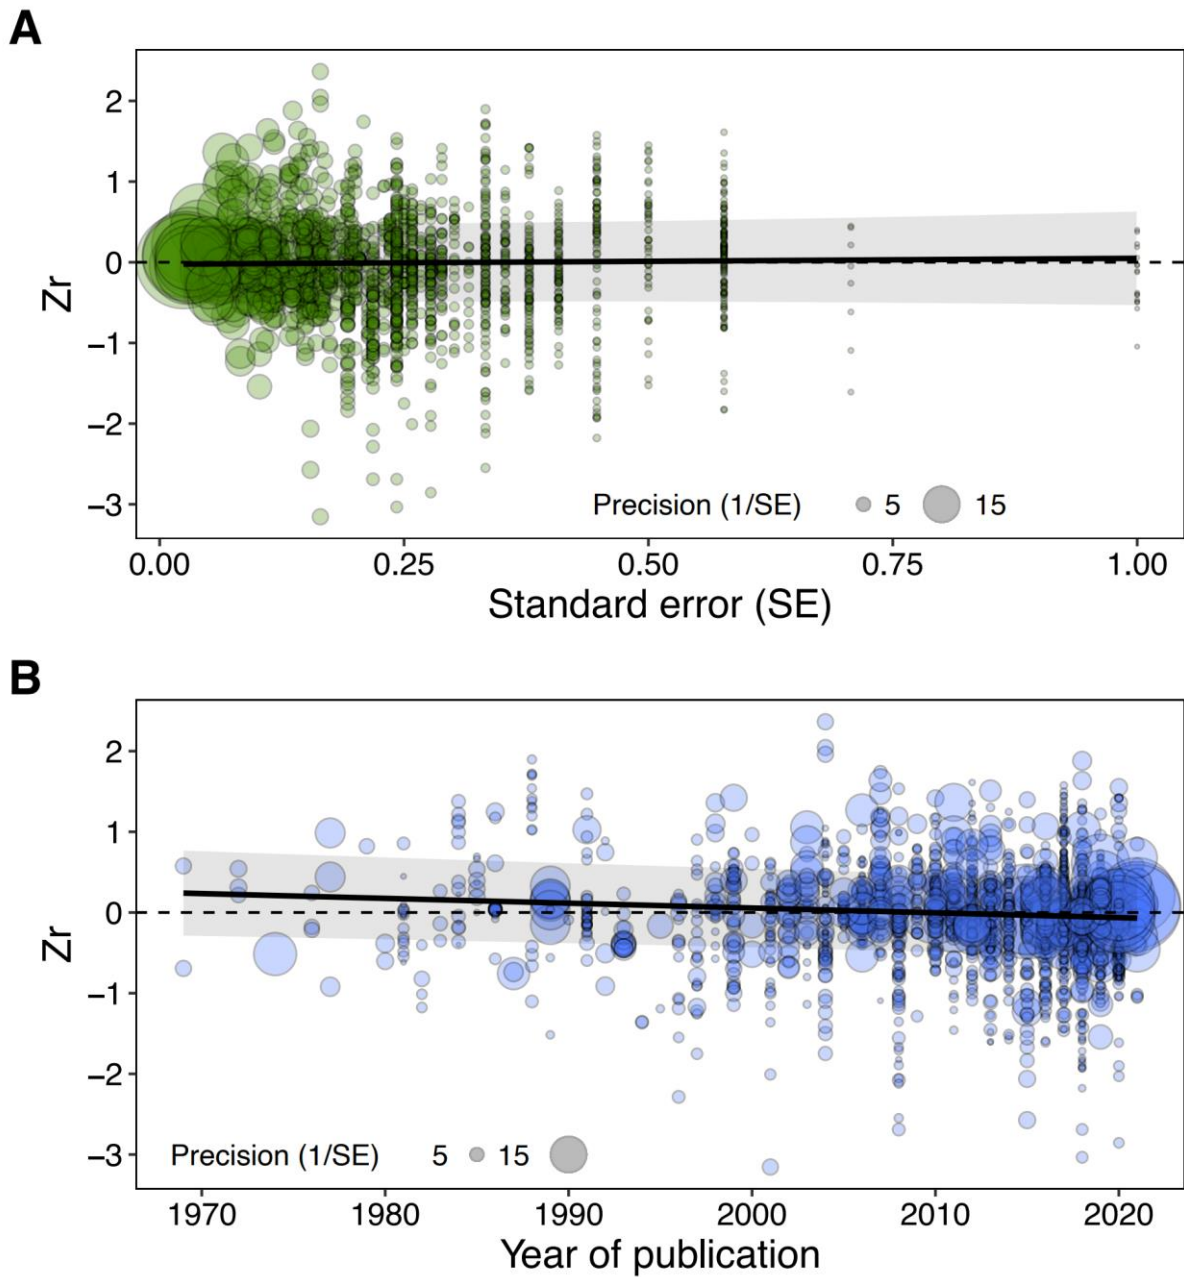 A
Zr
2
1
0
−1
−2
−3
Precision (1/SE) 5 15
0.00 0.25 0.50 0.75 1.00
Standard error (SE)
B
Zr
2
1
0
−1
−2
−3
Precision (1/SE) 5 15
1970 1980 1990 2000 2010 2020
Year of publication